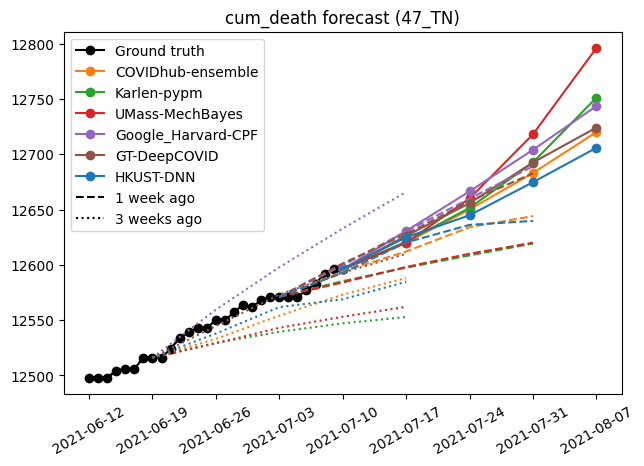 cum_death forecast (47_TN)
12800
12750
12700
12650
12600
12550
12500
Ground truth
COVIDhub-ensemble
Karlen-pypm
UMass-MechBayes
Google_Harvard-CPF
GT-DeepCOVID
HKUST-DNN
1 week ago
3 weeks ago
2021-06-12
2021-06-19
2021-06-26
2021-07-03
2021-07-10
2021-07-17
2021-07-24
2021-07-31
2021-08-07